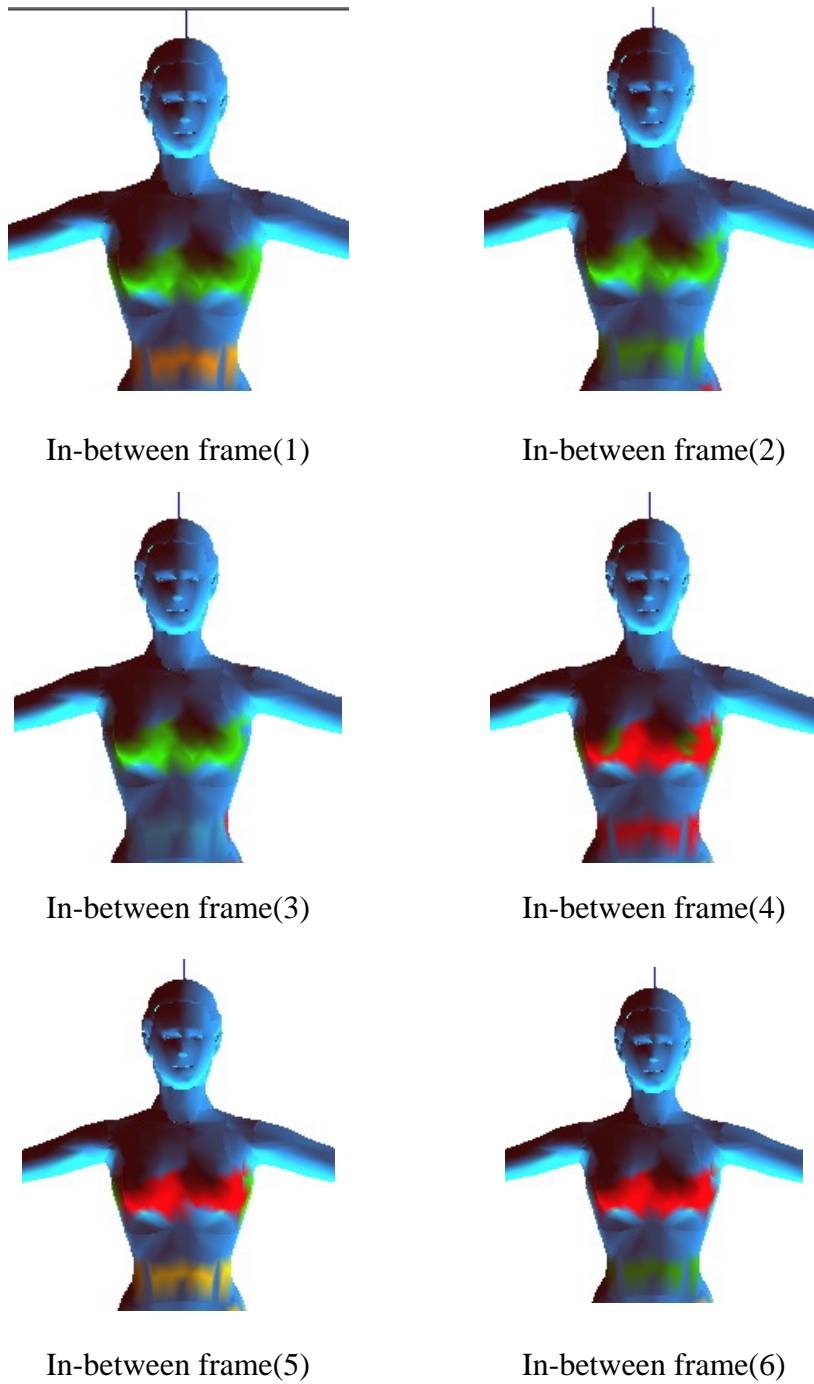 In-between frame(1)
In-between frame(2)
In-between frame(3)
In-between frame(4)
In-between frame(5)
In-between frame(6)